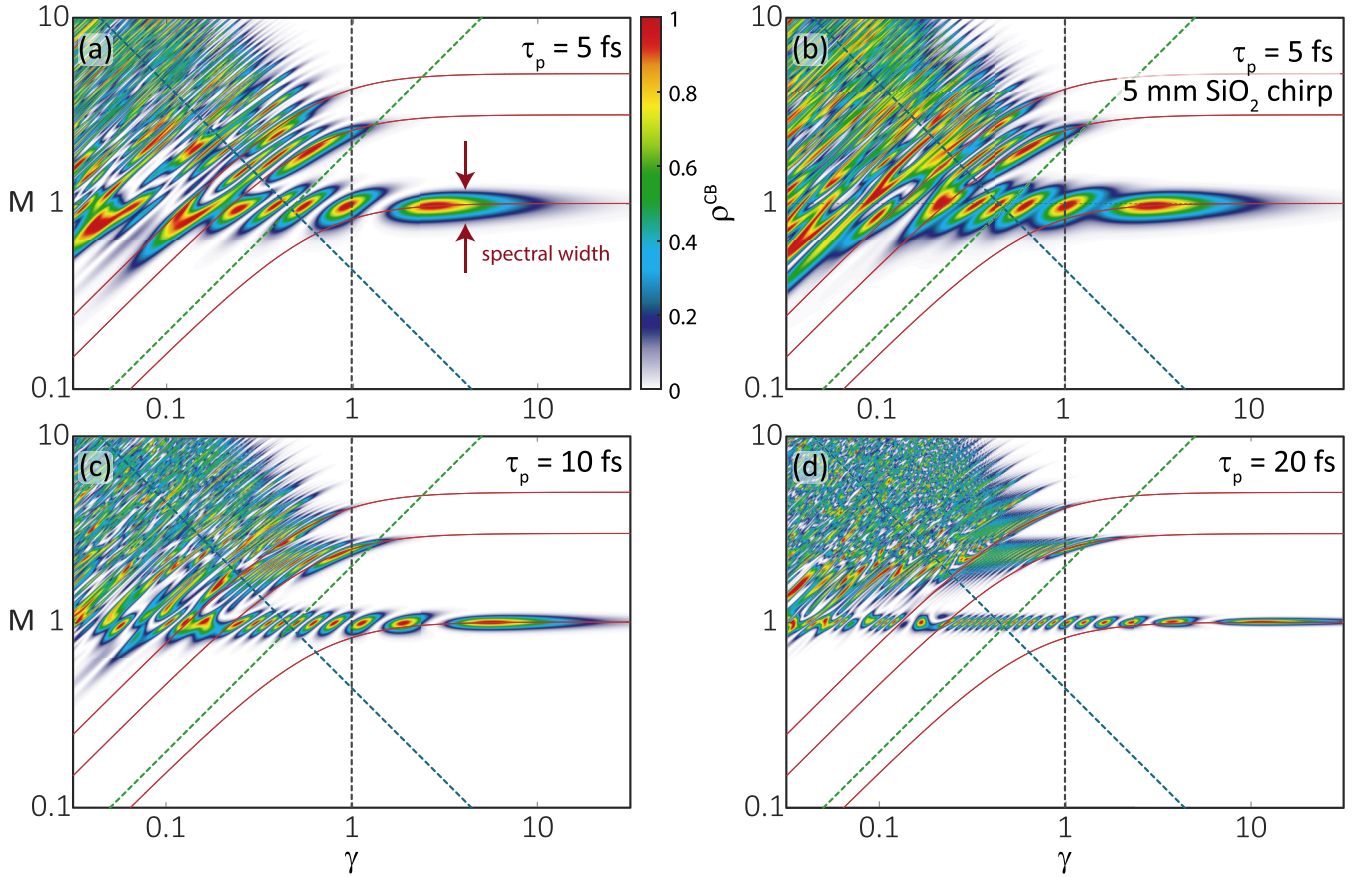 10
(a)
τp = 5 fs
M
1
spectral width
0.1
0.1
1
10
1
0.8
0.6
0.4
0.2
0
10
(b)
τp = 5 fs
5 mm SiO2 chirp
ρCB
1
0.1
0.1
1
10
10
(c)
τp = 10 fs
M
1
0.1
0.1
1
10
γ
10
(d)
τp = 20 fs
1
0.1
0.1
1
10
γ